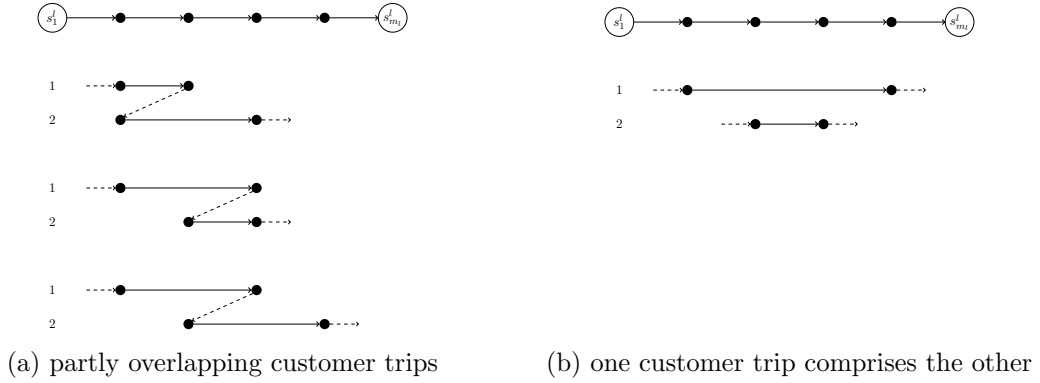 s_1^l s_{m_l}^l
1
2
1
2
1
2
(a) partly overlapping customer trips
s_1^l s_{m_l}^l
1
2
(b) one customer trip comprises the other